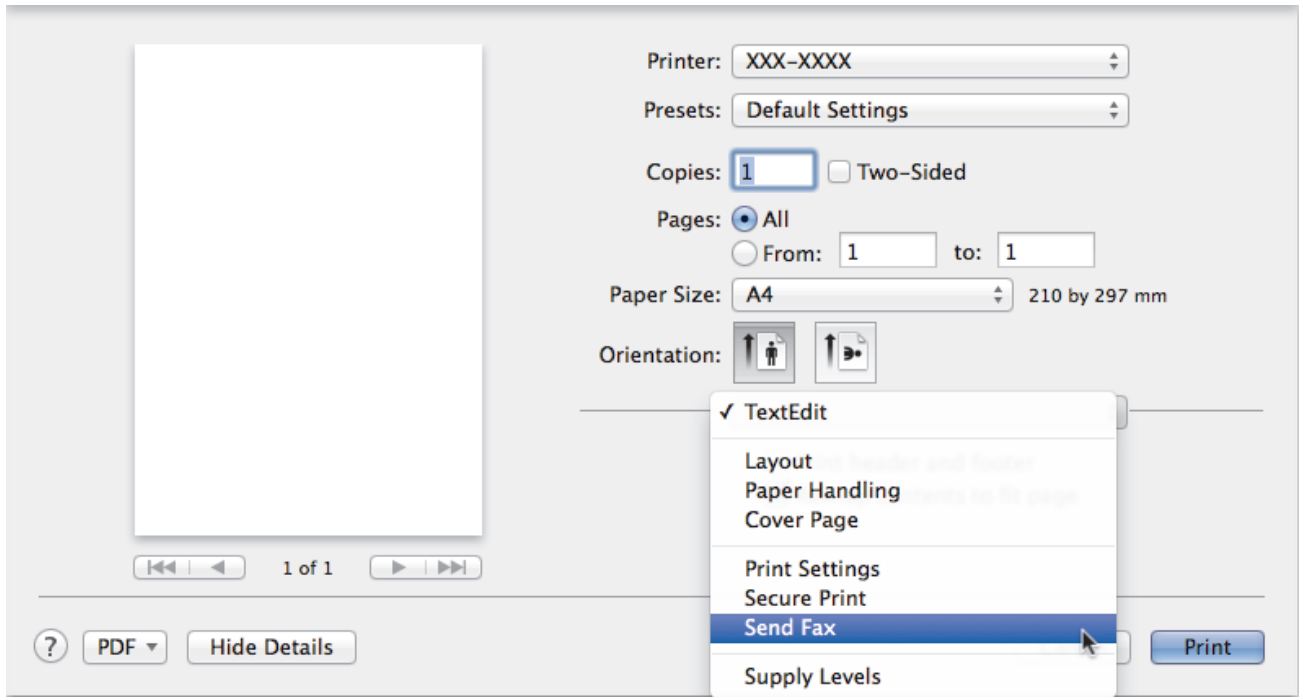 Printer: XXX-XXXX
Presets: Default Settings
Copies: 1 Two-Sided
Pages: All
From: 1 to: 1
Paper Size: A4 210 by 297 mm
Orientation:
✓ TextEdit
Layout
Paper Handling
Cover Page
1 of 1
Print Settings
Secure Print
Send Fax
? PDF Hide Details Print
Supply Levels